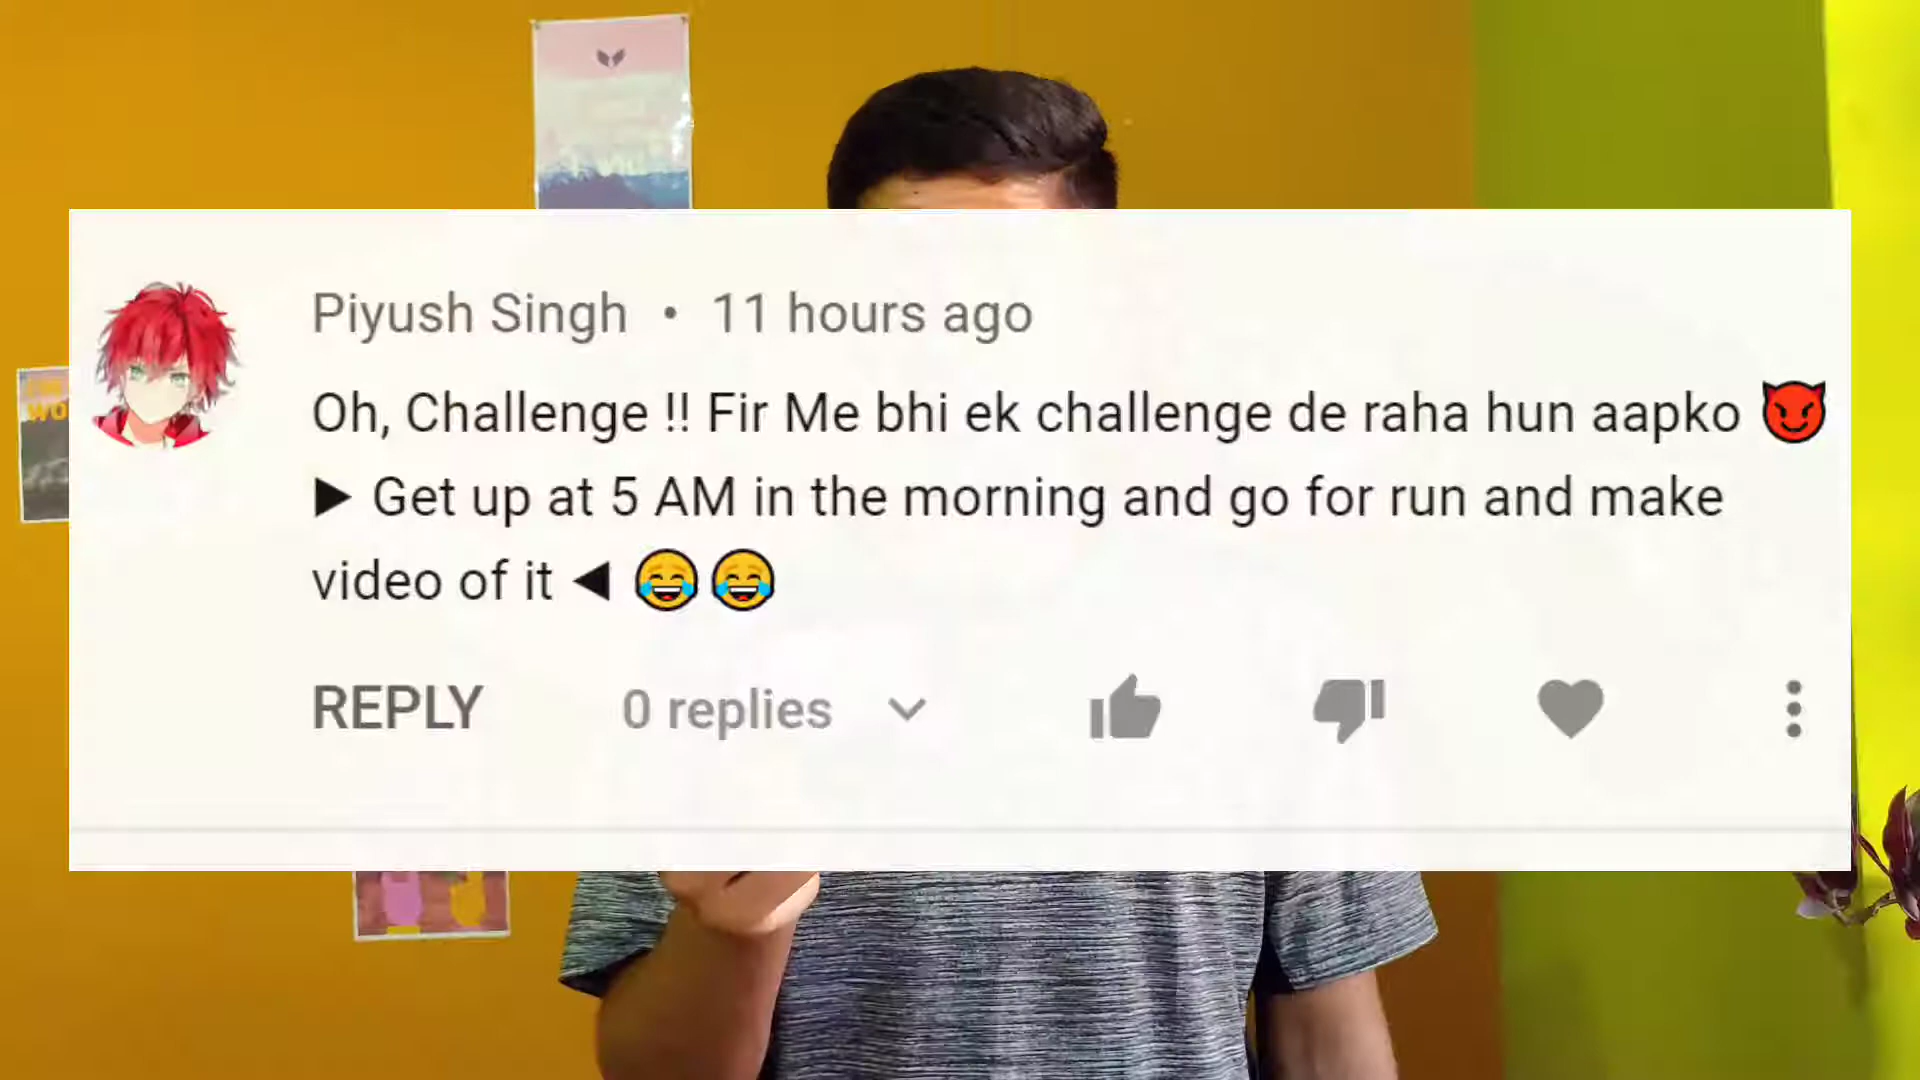 Piyush Singh • 11 hours ago
Oh, Challenge !! Fir Me bhi ek challenge de raha hun aapko 😈
▶ Get up at 5 AM in the morning and go for run and make
video of it ◀ 😂😂
REPLY 0 replies
WO